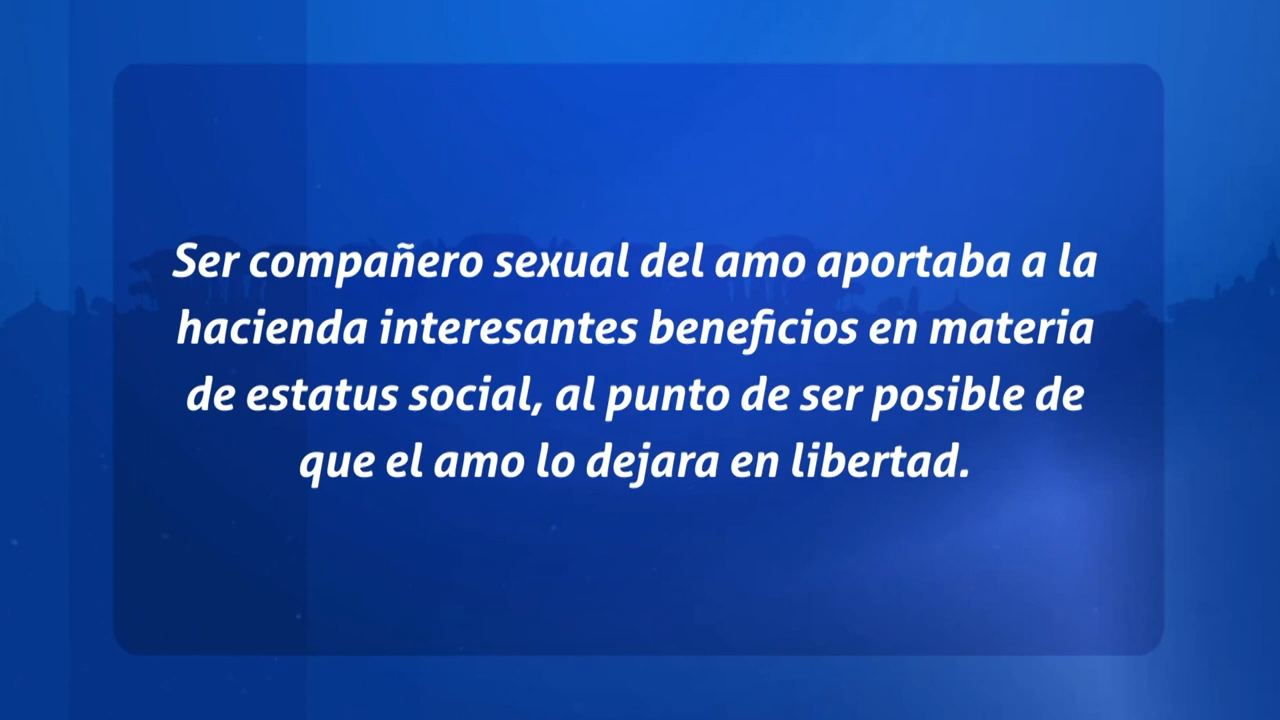 Ser compañero sexual del amo aportaba a la
hacienda interesantes beneficios en materia
de estatus social, al punto de ser posible de
que el amo lo dejara en libertad.